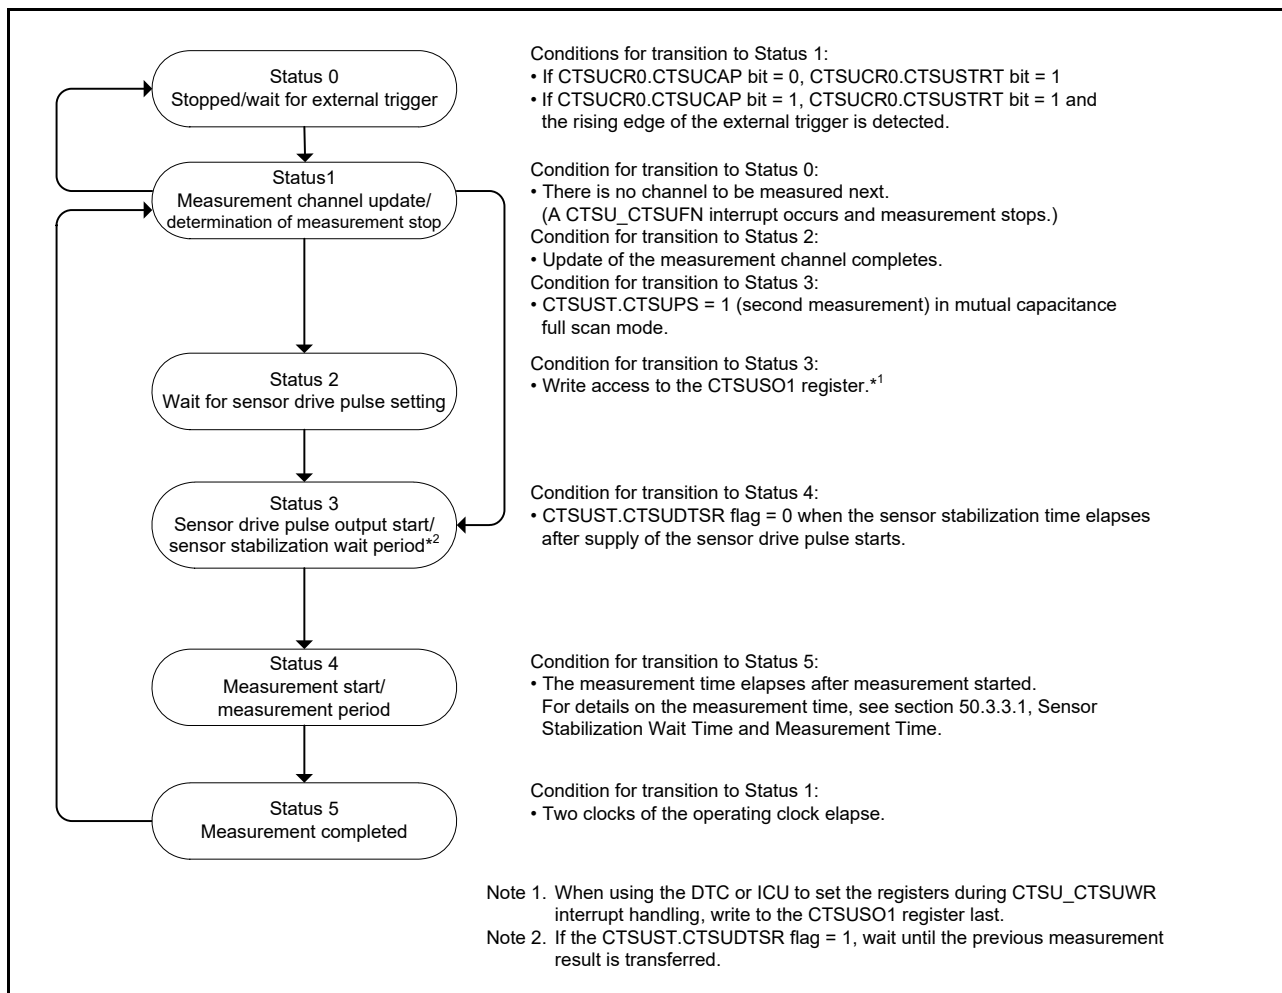 Status 0
Stopped/wait for external trigger
Conditions for transition to Status 1:
• If CTSUCR0.CTSUCAP bit = 0, CTSUCR0.CTSUSTRT bit = 1
• If CTSUCR0.CTSUCAP bit = 1, CTSUCR0.CTSUSTRT bit = 1 and
the rising edge of the external trigger is detected.
Status1
Measurement channel update/
determination of measurement stop
Condition for transition to Status 0:
• There is no channel to be measured next.
(A CTSU_CTSUFN interrupt occurs and measurement stops.)
Condition for transition to Status 2:
• Update of the measurement channel completes.
Condition for transition to Status 3:
• CTSUST.CTSUPS = 1 (second measurement) in mutual capacitance
full scan mode.
Status 2
Wait for sensor drive pulse setting
Condition for transition to Status 3:
• Write access to the CTSUSO1 register.*1
Status 3
Sensor drive pulse output start/
sensor stabilization wait period*2
Condition for transition to Status 4:
• CTSUST.CTSUDTSR flag = 0 when the sensor stabilization time elapses
after supply of the sensor drive pulse starts.
Status 4
Measurement start/
measurement period
Condition for transition to Status 5:
• The measurement time elapses after measurement started.
For details on the measurement time, see section 50.3.3.1, Sensor
Stabilization Wait Time and Measurement Time.
Status 5
Measurement completed
Condition for transition to Status 1:
• Two clocks of the operating clock elapse.
Note 1. When using the DTC or ICU to set the registers during CTSU_CTSUWR
interrupt handling, write to the CTSUSO1 register last.
Note 2. If the CTSUST.CTSUDTSR flag = 1, wait until the previous measurement
result is transferred.